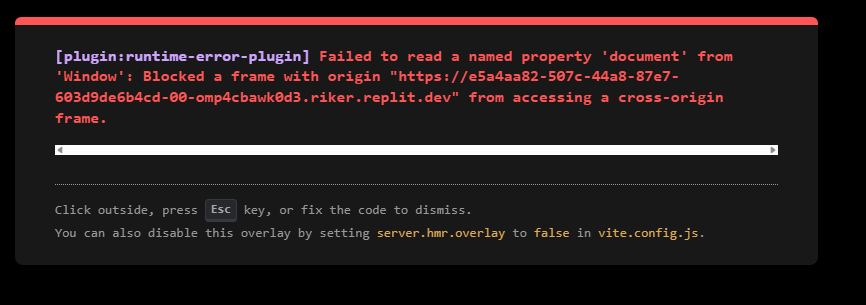 [plugin:runtime-error-plugin] Failed to read a named property 'document' from
'Window': Blocked a frame with origin "https://e5a4aa82-507c-44a8-87e7-
603d9de6b4cd-00-omp4cbawk0d3.riker.replit.dev" from accessing a cross-origin
frame.
Click outside, press Esc key, or fix the code to dismiss.
You can also disable this overlay by setting server.hmr.overlay to false in vite.config.js.